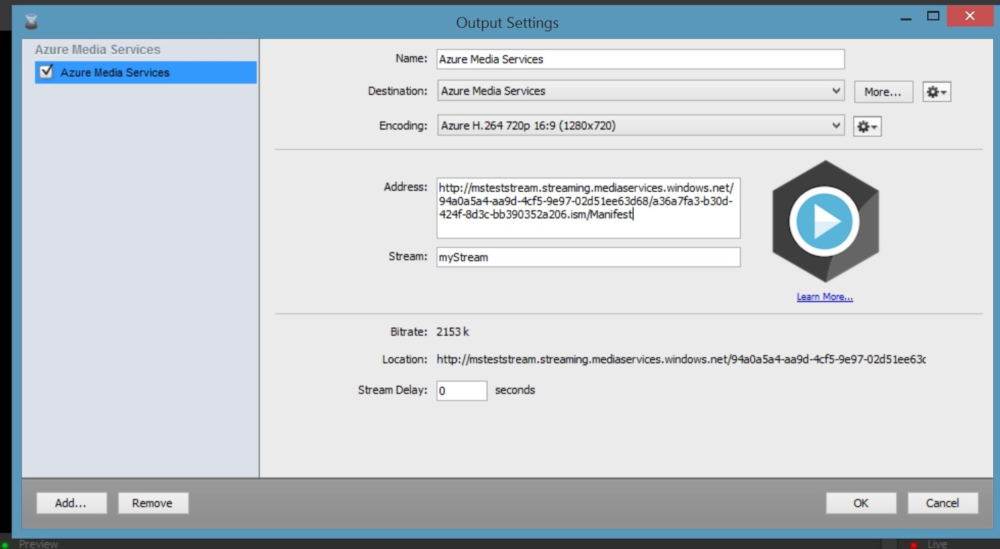 Output Settings
Azure Media Services
Azure Media Services
Name: Azure Media Services
Destination: Azure Media Services More...
Encoding: Azure H.264 720p 16:9 (1280x720)
Address: http://msteststream.streaming.mediaservices.windows.net/
94a0a5a4-aa9d-4cf5-9e97-02d51ee63d68/a36a7fa3-b30d-
424f-8d3c-bb390352a206.ism/Manifest
Stream: myStream
Learn More...
Bitrate: 2153 k
Location: http://msteststream.streaming.mediaservices.windows.net/94a0a5a4-aa9d-4cf5-9e97-02d51ee63c
Stream Delay: 0 seconds
Add... Remove OK Cancel
Preview Live